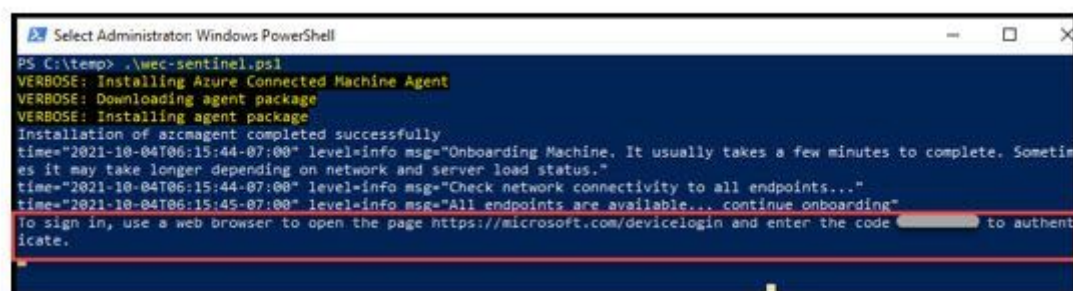 Select Administrator: Windows PowerShell
PS C:\temp> .\wec-sentinel.ps1
VERBOSE: Installing Azure Connected Machine Agent
VERBOSE: Downloading agent package
VERBOSE: Installing agent package
Installation of azcmagent completed successfully
time="2021-10-04T06:15:44-07:00" level=info msg="Onboarding Machine. It usually takes a few minutes to complete. Sometim
es it may take longer depending on network and server load status."
time="2021-10-04T06:15:44-07:00" level=info msg="Check network connectivity to all endpoints..."
time="2021-10-04T06:15:45-07:00" level=info msg="All endpoints are available... continue onboarding"
To sign in, use a web browser to open the page https://microsoft.com/devicelogin and enter the code to authent
icate.